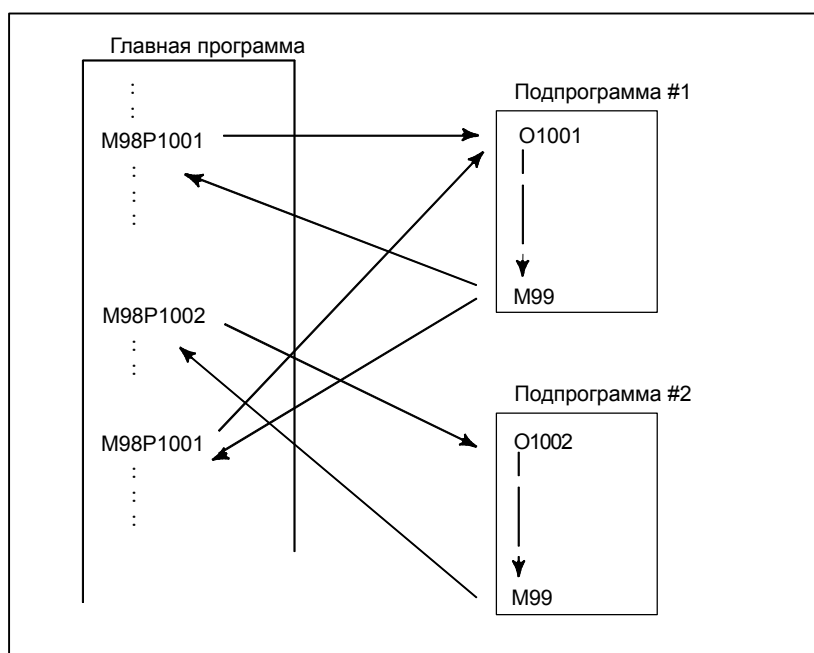 Главная программа
:
:
M98P1001
:
:
:
M98P1002
:
:
M98P1001
:
:
:
Подпрограмма #1
O1001
M99
Подпрограмма #2
O1002
M99